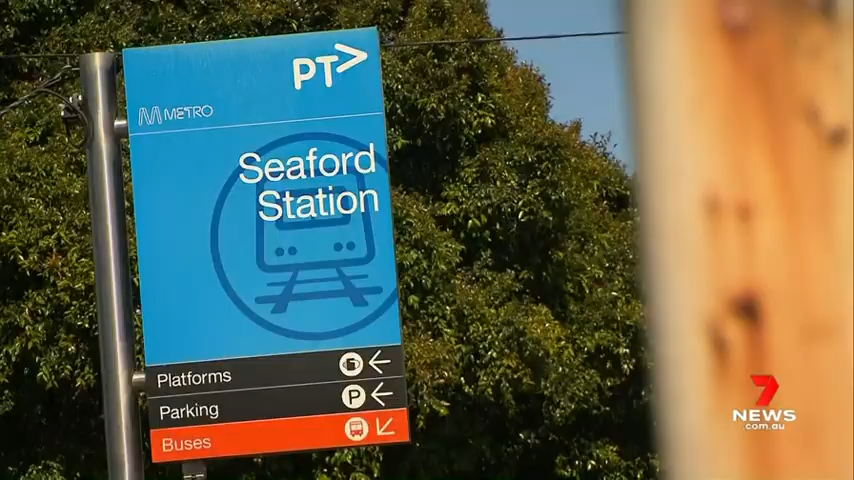 PT>
METRO
Seaford
Station
Platforms
Parking P
Buses
7
NEWS
.com.au